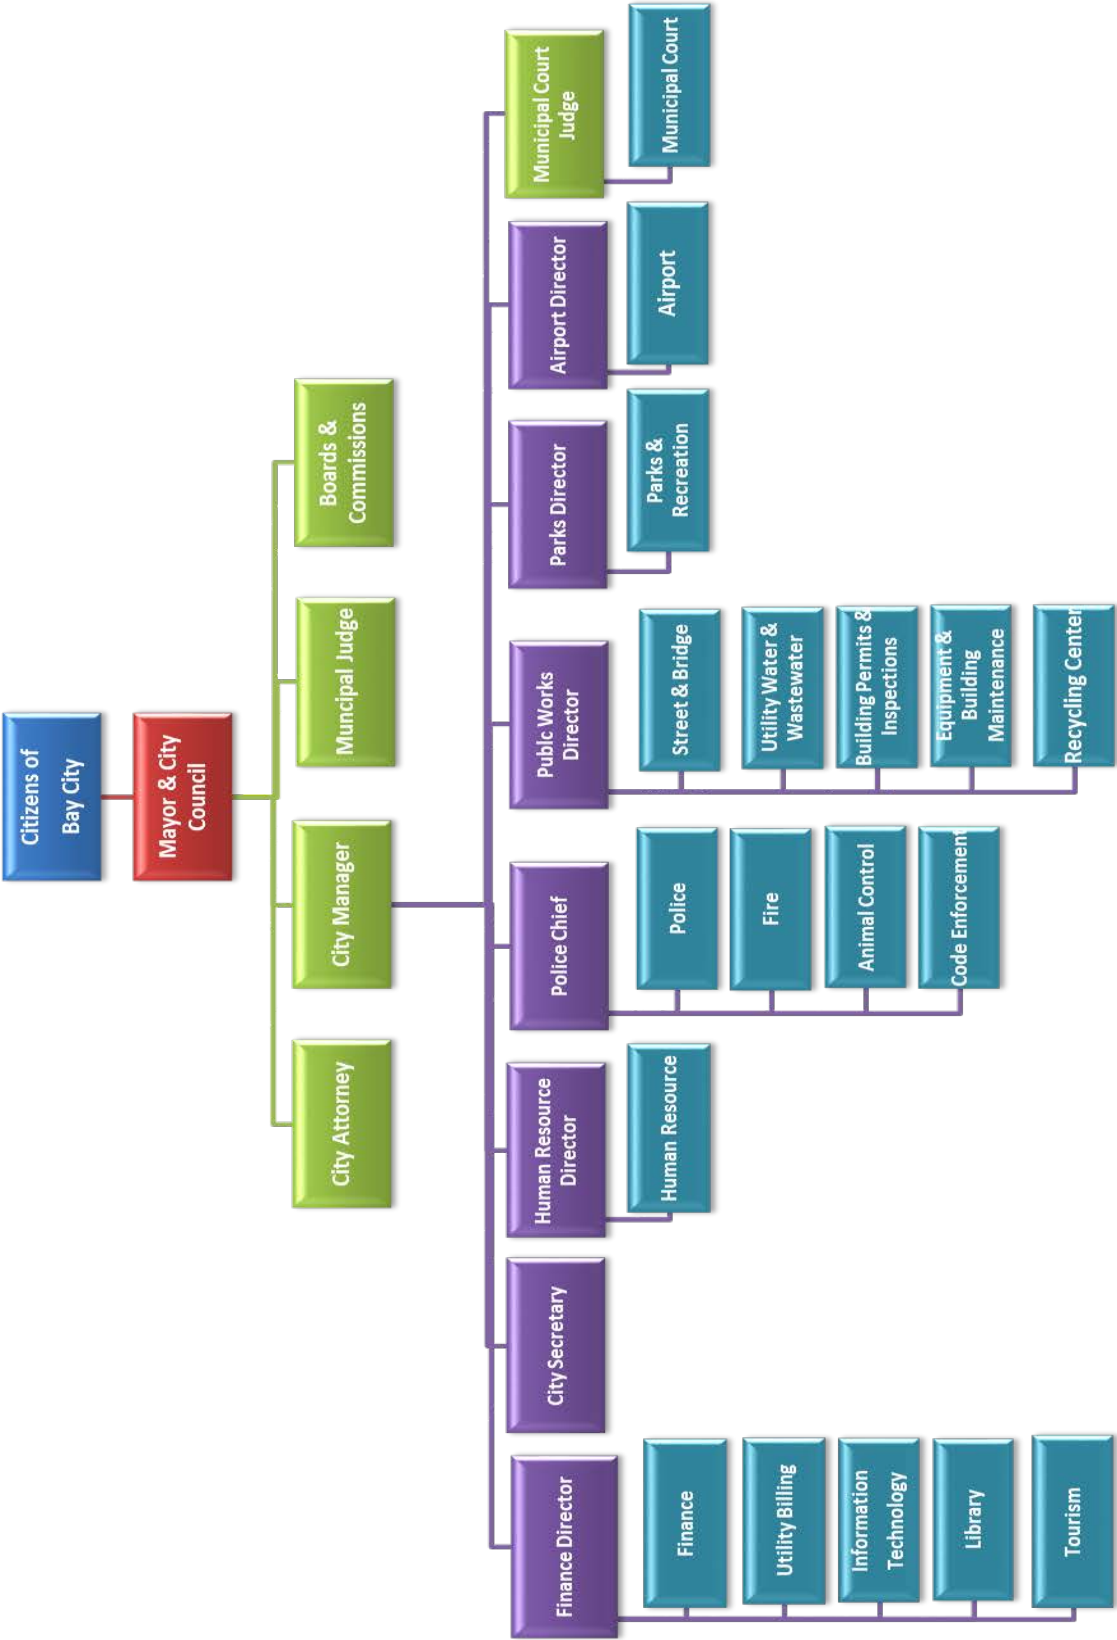 Citizens of
Bay City
Mayor & City
Council
City Attorney
City Manager
Muncipal Judge
Boards &
Commissions
Finance Director
City Secretary
Human Resource
Director
Police Chief
Publc Works
Director
Parks Director
Airport Director
Municipal Court
Judge
Finance
Utility Billing
Information
Technology
Library
Tourism
Human Resource
Police
Fire
Animal Control
Code Enforcement
Street & Bridge
Utility Water &
Wastewater
Building Permits &
Inspections
Equipment &
Building
Maintenance
Recycling Center
Parks &
Recreation
Airport
Municipal Court